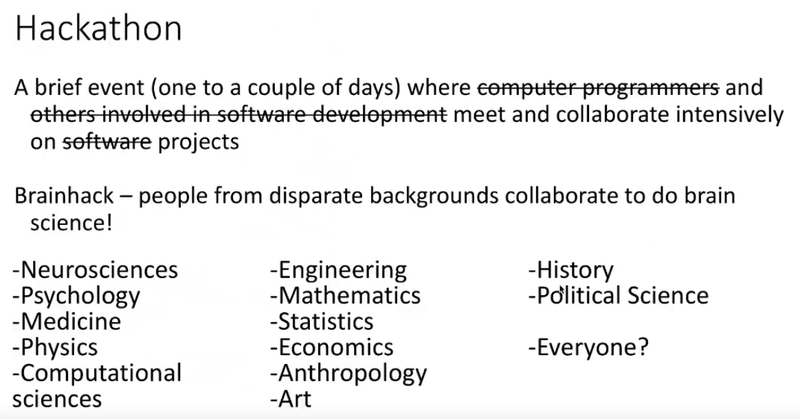 Hackathon
A brief event (one to a couple of days) where computer programmers and
others involved in software development meet and collaborate intensively
on software projects
Brainhack – people from disparate backgrounds collaborate to do brain
science!
-Neurosciences
-Psychology
-Medicine
-Physics
-Computational
sciences
-Engineering
-Mathematics
-Statistics
-Economics
-Anthropology
-Art
-History
-Political Science
-Everyone?